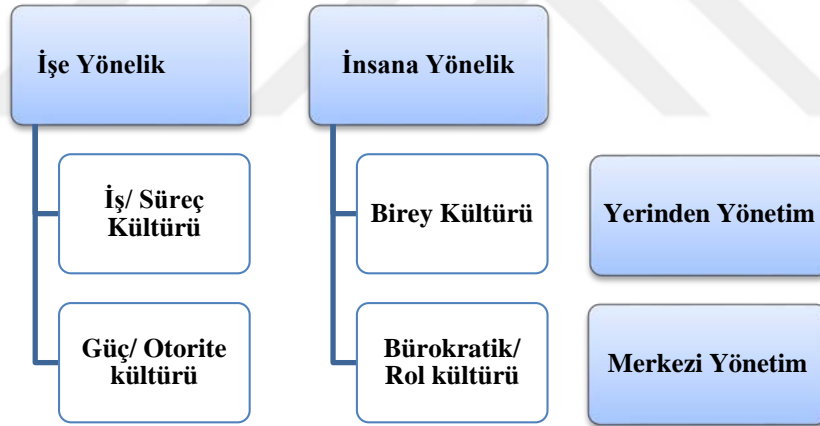 İşe Yönelik
İnsana Yönelik
İş/ Süreç
Kültürü
Birey Kültürü
Yerinden Yönetim
Güç/ Otorite
kültürü
Bürokratik/
Rol kültürü
Merkezi Yönetim